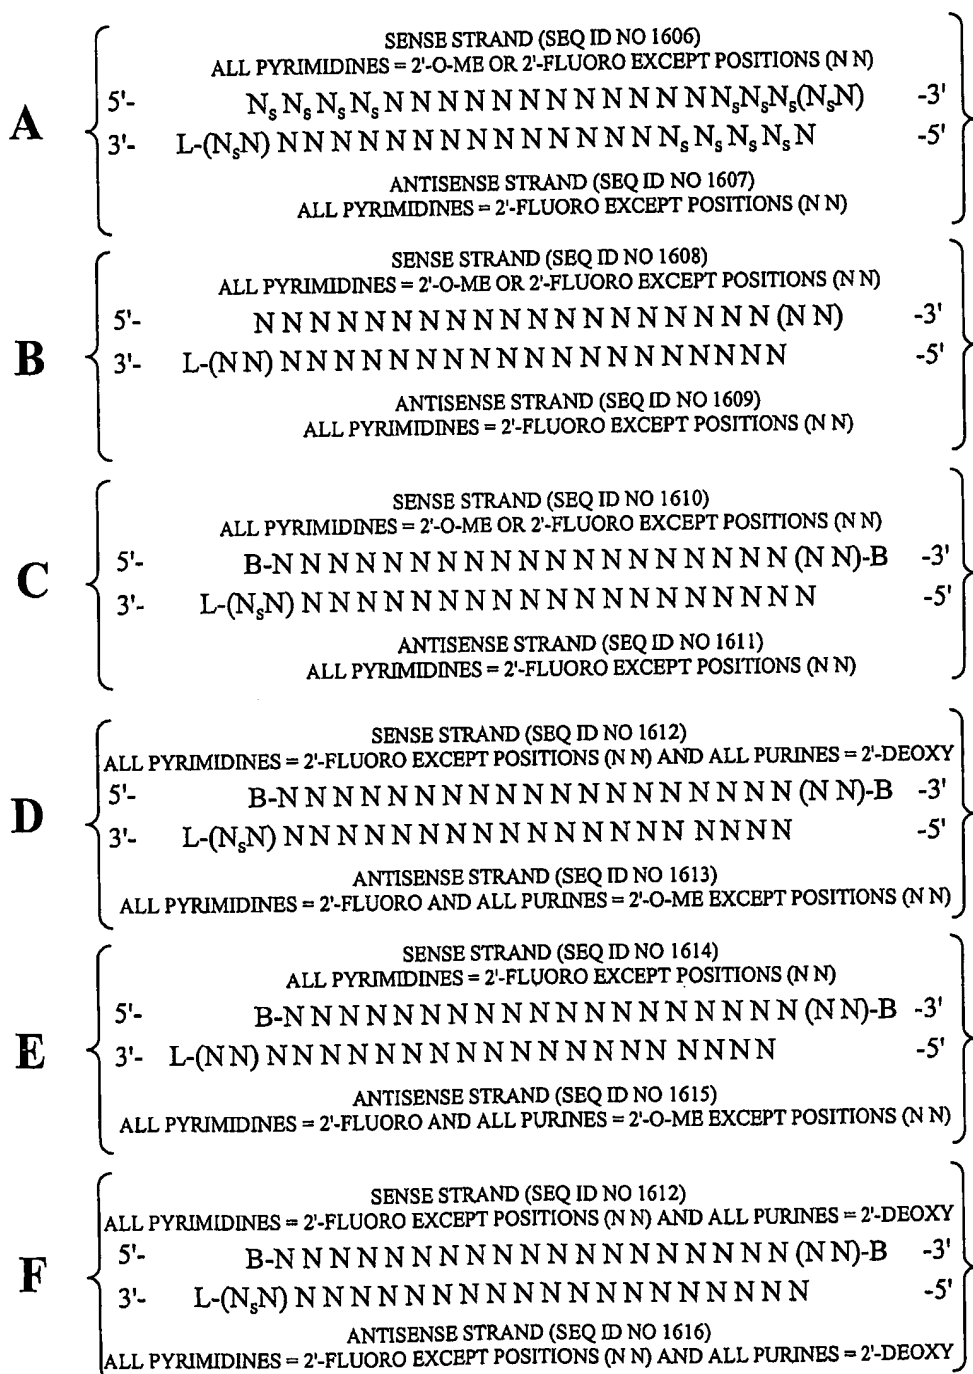 SENSE STRAND (SEQ ID NO 1606)
ALL PYRIMIDINES = 2'-O-ME OR 2'-FLUORO EXCEPT POSITIONS (N N)
A
5'- NₛNₛNₛNₛN N N N N N N N N N N N NₛNₛNₛ(NₛN) -3'
3'- L-(NₛN) N N N N N N N N N N N N N N NₛNₛNₛNₛN -5'
ANTISENSE STRAND (SEQ ID NO 1607)
ALL PYRIMIDINES = 2'-FLUORO EXCEPT POSITIONS (N N)
SENSE STRAND (SEQ ID NO 1608)
ALL PYRIMIDINES = 2'-O-ME OR 2'-FLUORO EXCEPT POSITIONS (N N)
B
5'- N N N N N N N N N N N N N N N N N N N (N N) -3'
3'- L-(N N) N N N N N N N N N N N N N N N N N N N -5'
ANTISENSE STRAND (SEQ ID NO 1609)
ALL PYRIMIDINES = 2'-FLUORO EXCEPT POSITIONS (N N)
SENSE STRAND (SEQ ID NO 1610)
ALL PYRIMIDINES = 2'-O-ME OR 2'-FLUORO EXCEPT POSITIONS (N N)
C
5'- B-N N N N N N N N N N N N N N N N N N N (N N)-B -3'
3'- L-(NₛN) N N N N N N N N N N N N N N N N N N N -5'
ANTISENSE STRAND (SEQ ID NO 1611)
ALL PYRIMIDINES = 2'-FLUORO EXCEPT POSITIONS (N N)
SENSE STRAND (SEQ ID NO 1612)
ALL PYRIMIDINES = 2'-FLUORO EXCEPT POSITIONS (N N) AND ALL PURINES = 2'-DEOXY
D
5'- B-N N N N N N N N N N N N N N N N N N N (N N)-B -3'
3'- L-(NₛN) N N N N N N N N N N N N N N N N N N N -5'
ANTISENSE STRAND (SEQ ID NO 1613)
ALL PYRIMIDINES = 2'-FLUORO AND ALL PURINES = 2'-O-ME EXCEPT POSITIONS (N N)
SENSE STRAND (SEQ ID NO 1614)
ALL PYRIMIDINES = 2'-FLUORO EXCEPT POSITIONS (N N)
E
5'- B-N N N N N N N N N N N N N N N N N N N (N N)-B -3'
3'- L-(N N) N N N N N N N N N N N N N N N N N N N -5'
ANTISENSE STRAND (SEQ ID NO 1615)
ALL PYRIMIDINES = 2'-FLUORO AND ALL PURINES = 2'-O-ME EXCEPT POSITIONS (N N)
SENSE STRAND (SEQ ID NO 1612)
ALL PYRIMIDINES = 2'-FLUORO EXCEPT POSITIONS (N N) AND ALL PURINES = 2'-DEOXY
F
5'- B-N N N N N N N N N N N N N N N N N N N (N N)-B -3'
3'- L-(NₛN) N N N N N N N N N N N N N N N N N N N -5'
ANTISENSE STRAND (SEQ ID NO 1616)
ALL PYRIMIDINES = 2'-FLUORO EXCEPT POSITIONS (N N) AND ALL PURINES = 2'-DEOXY